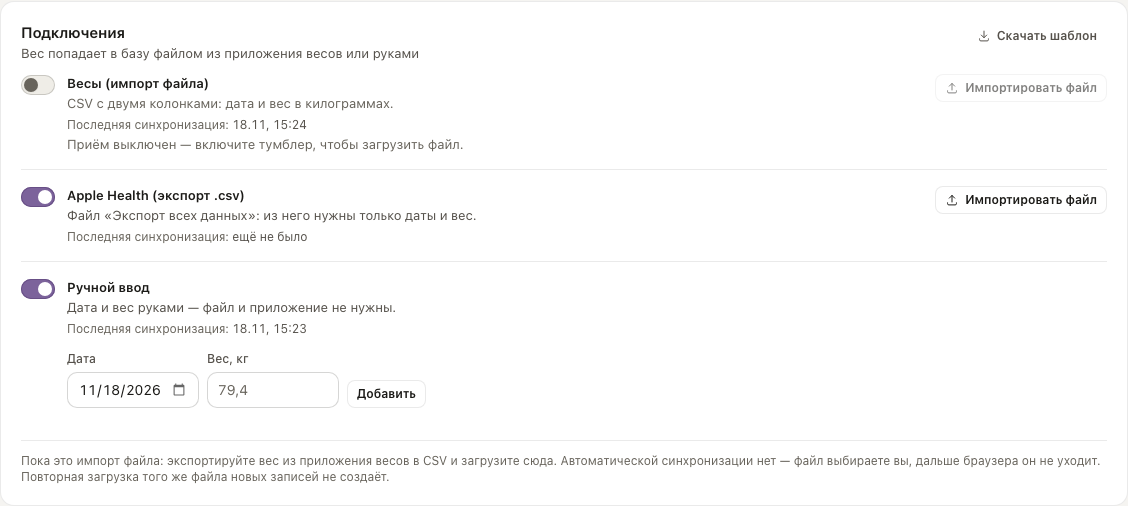 Подключения
Скачать шаблон
Вес попадает в базу файлом из приложения весов или руками
Весы (импорт файла)
Импортировать файл
CSV с двумя колонками: дата и вес в килограммах.
Последняя синхронизация: 18.11, 15:24
Приём выключен — включите тумблер, чтобы загрузить файл.
Apple Health (экспорт .csv)
Импортировать файл
Файл «Экспорт всех данных»: из него нужны только даты и вес.
Последняя синхронизация: ещё не было
Ручной ввод
Дата и вес руками — файл и приложение не нужны.
Последняя синхронизация: 18.11, 15:23
Дата
Вес, кг
11/18/2026
79,4
Добавить
Пока это импорт файла: экспортируйте вес из приложения весов в CSV и загрузите сюда. Автоматической синхронизации нет — файл выбираете вы, дальше браузера он не уходит.
Повторная загрузка того же файла новых записей не создаёт.